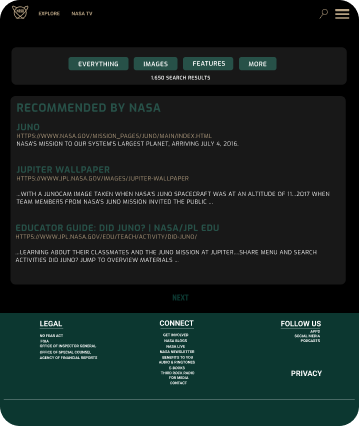 EXPLORE NASA TV
EVERYTHING IMAGES FEATURES MORE
1,650 SEARCH RESULTS
RECOMMENDED BY NASA
JUNO
HTTPS://WWW.NASA.GOV/MISSION_PAGES/JUNO/MAIN/INDEX.HTML
NASA'S MISSION TO OUR SYSTEM'S LARGEST PLANET, ARRIVING JULY 4, 2016.
JUPITER WALLPAPER
HTTPS://WWW.JPL.NASA.GOV/IMAGES/JUPITER-WALLPAPER
...WITH A JUNOCAM IMAGE TAKEN WHEN NASA'S JUNO SPACECRAFT WAS AT AN ALTITUDE OF 11...2017 WHEN
TEAM MEMBERS FROM NASA'S JUNO MISSION INVITED THE PUBLIC ...
EDUCATOR GUIDE: DID JUNO? | NASA/JPL EDU
HTTPS://WWW.JPL.NASA.GOV/EDU/TEACH/ACTIVITY/DID-JUNO/
...LEARNING ABOUT THEIR CLASSMATES AND THE JUNO MISSION AT JUPITER....SHARE MENU AND SEARCH
ACTIVITIES DID JUNO? JUMP TO OVERVIEW MATERIALS ...
NEXT
LEGAL
NO FEAR ACT
FOIA
OFFICE OF INSPECTOR GENERAL
OFFICE OF SPECIAL COUNSEL
AGENCY OF FINANCIAL REPORTS
CONNECT
GET INVOLVED
NASA BLOGS
NASA LIVE
NASA NEWSLETTER
BENEFITS TO YOU
AUDIO & RINGTONES
E-BOOKS
THIRD ROCK RADIO
FOR MEDIA
CONTACT
FOLLOW US
APPS
SOCIAL MEDIA
PODCASTS
PRIVACY